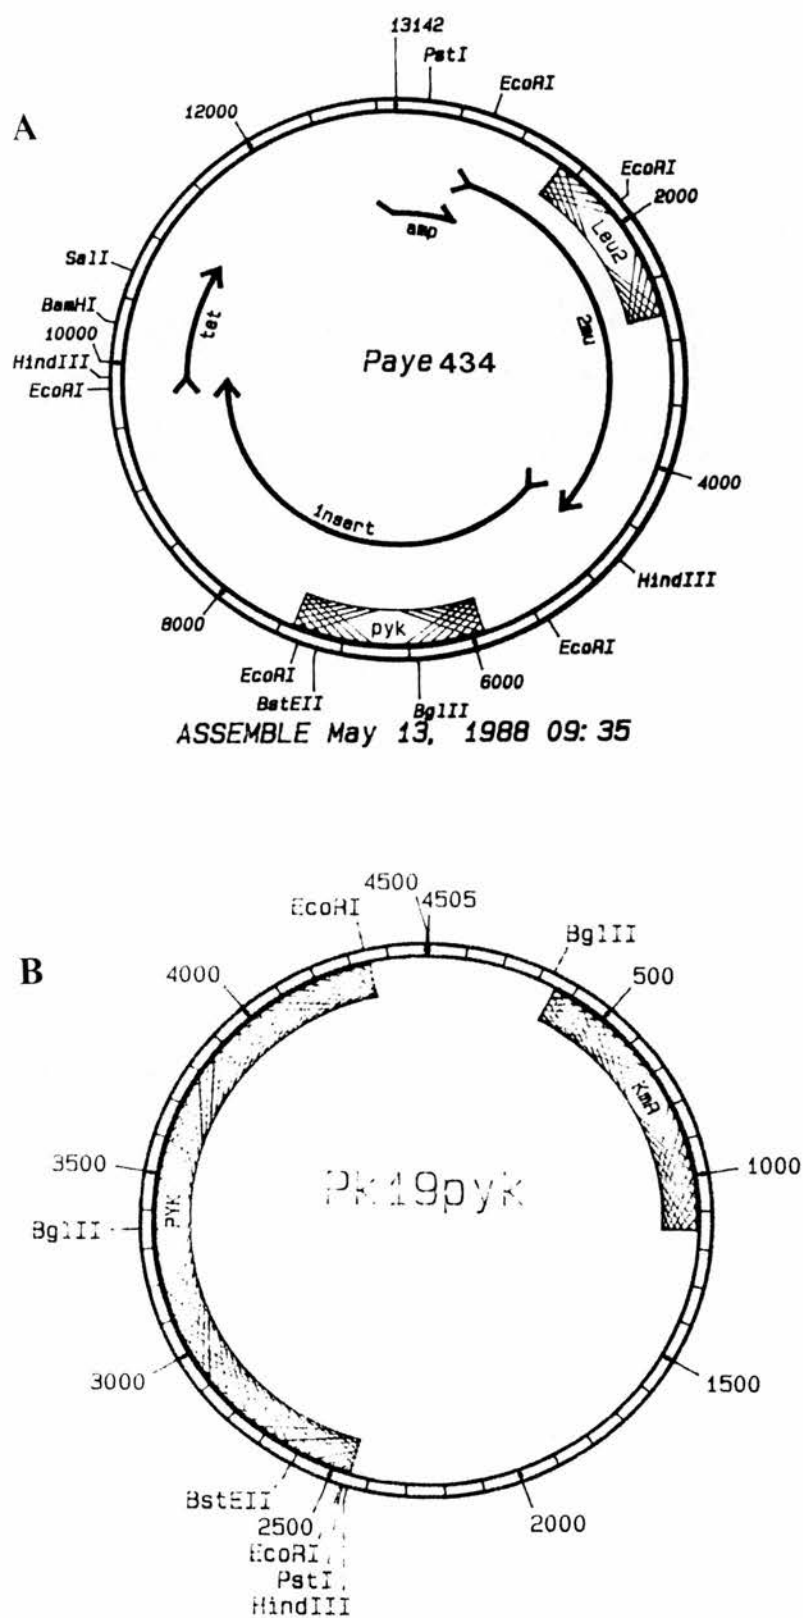 A
13142
PstI
EcoRI
12000
EcoRI
2000
Leu2
amp
SalI
BamHI
10000
HindIII
EcoRI
tet
2mu
Paye434
4000
insert
HindIII
8000
pyk
EcoRI
6000
EcoRI
BstEII
BglII
ASSEMBLE May 13, 1988 09:35
B
4500
4505
EcoRI
BglII
4000
500
KmR
3500
1000
Pk19pyk
PYK
BglII
3000
1500
BstEII
2500
2000
EcoRI
PstI
HindIII